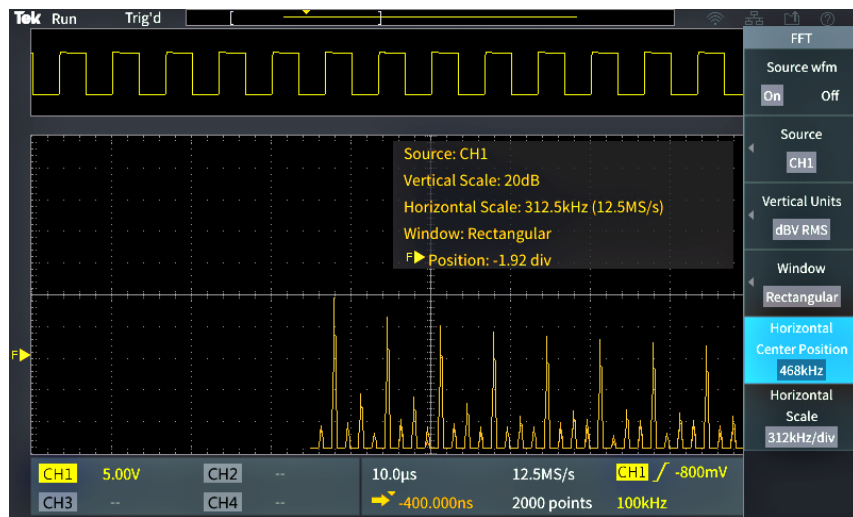 Tek Run Trig'd [ ] ?
FFT
Source wfm
On Off
Source: CH1
Source
Vertical Scale: 20dB
CH1
Horizontal Scale: 312.5kHz (12.5MS/s)
Vertical Units
Window: Rectangular
dBV RMS
F Position: -1.92 div
Window
Rectangular
Horizontal
Center Position
F
468kHz
Horizontal
Scale
312kHz/div
CH1 5.00V CH2 -- 10.0µs 12.5MS/s CH1 -800mV
CH3 -- CH4 -- -400.000ns 2000 points 100kHz